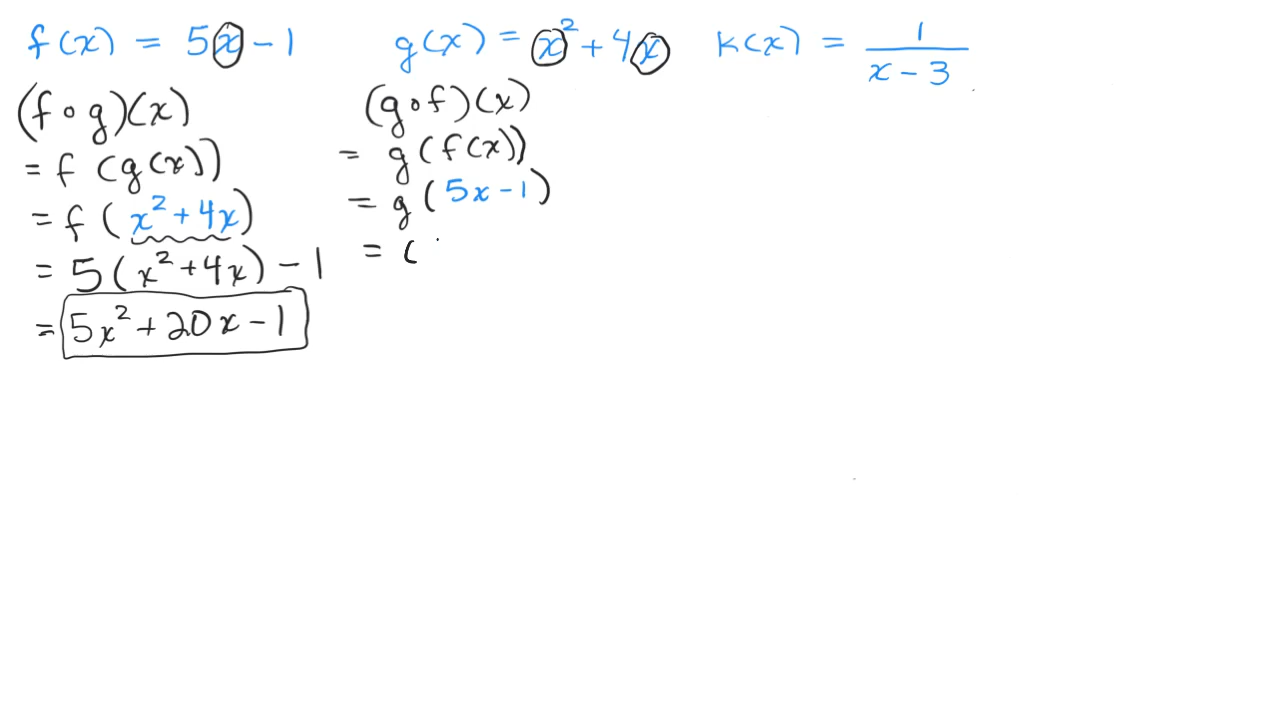 f(x) = 5x - 1    g(x) = x² + 4x    k(x) = 1/(x - 3)
(f ∘ g)(x)
= f(g(x))
= f(x² + 4x)
= 5(x² + 4x) - 1
= 5x² + 20x - 1
(g ∘ f)(x)
= g(f(x))
= g(5x - 1)
= (